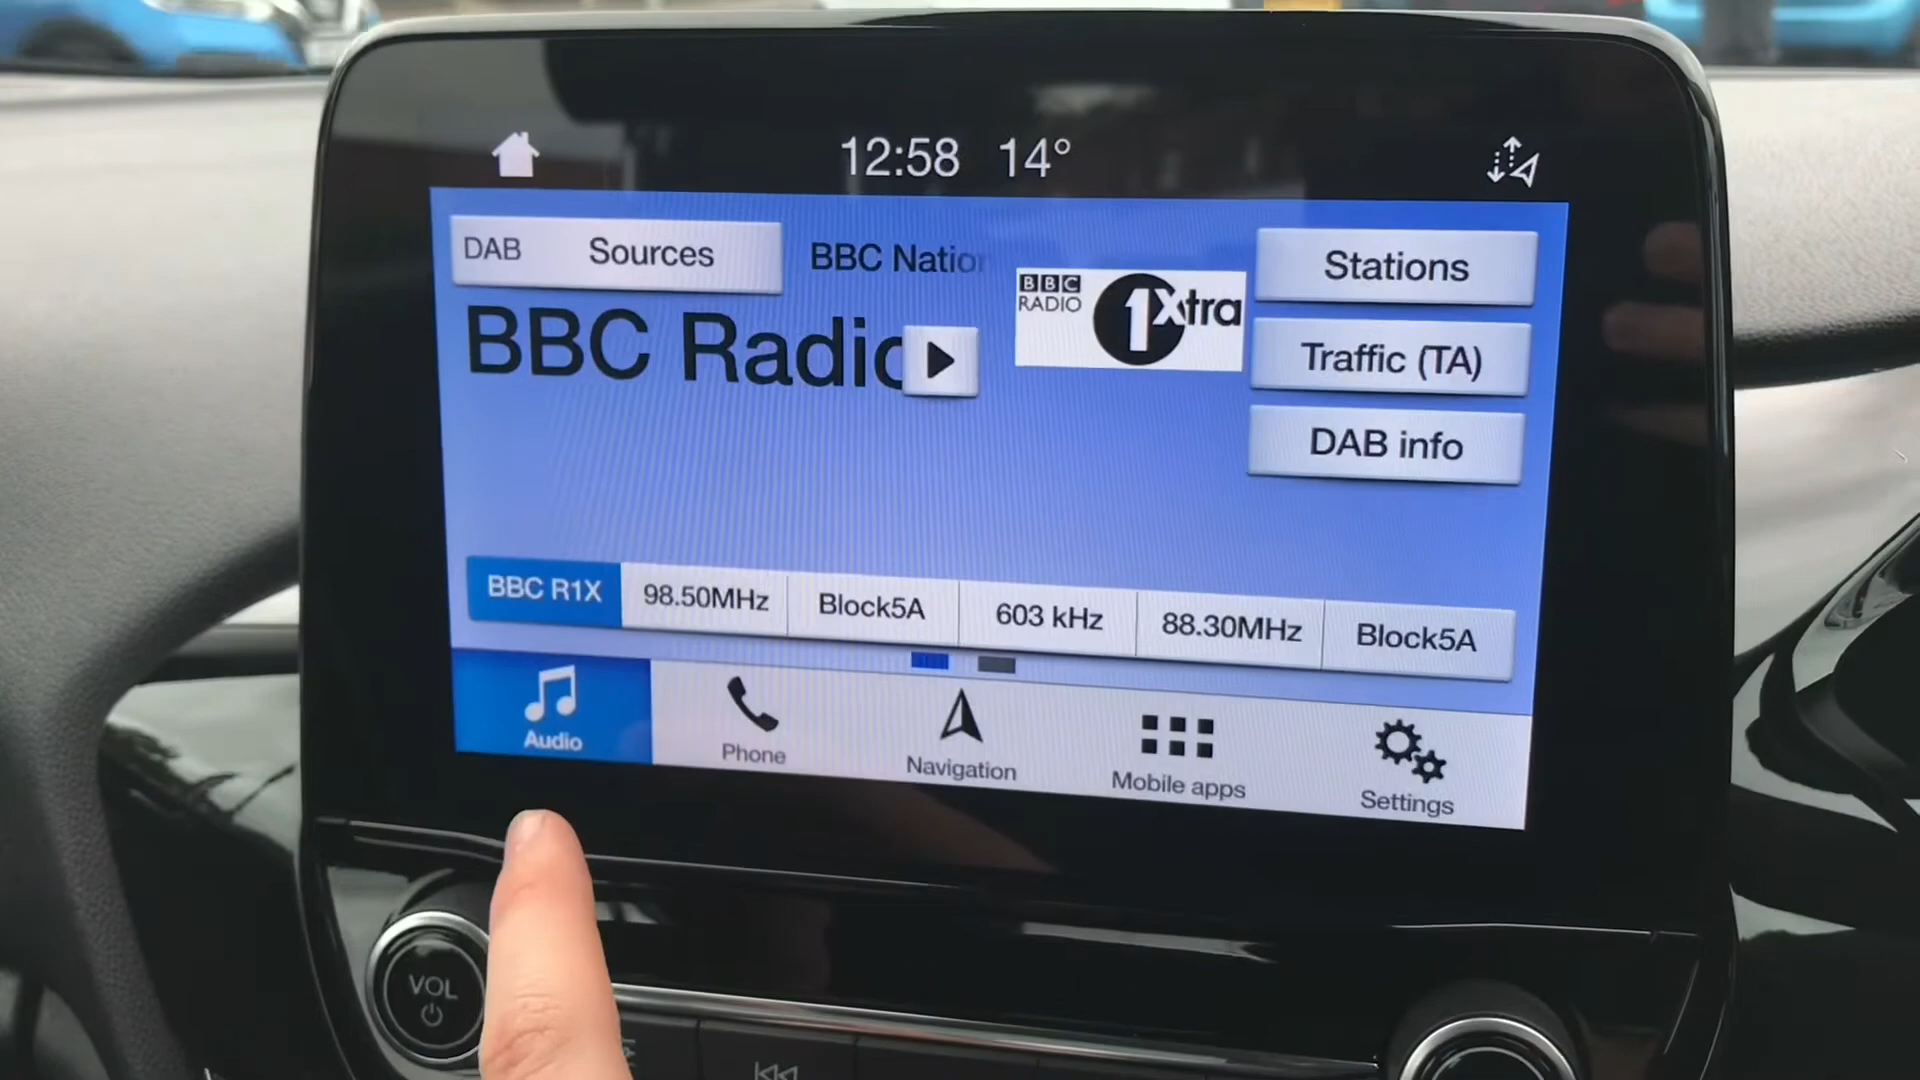 12:58 14°
DAB Sources
BBC Natio
BBC Radio
BBC
RADIO
1Xtra
Stations
Traffic (TA)
DAB info
BBC R1X 98.50MHz Block5A 603 kHz 88.30MHz Block5A
Audio Phone Navigation Mobile apps Settings
VOL